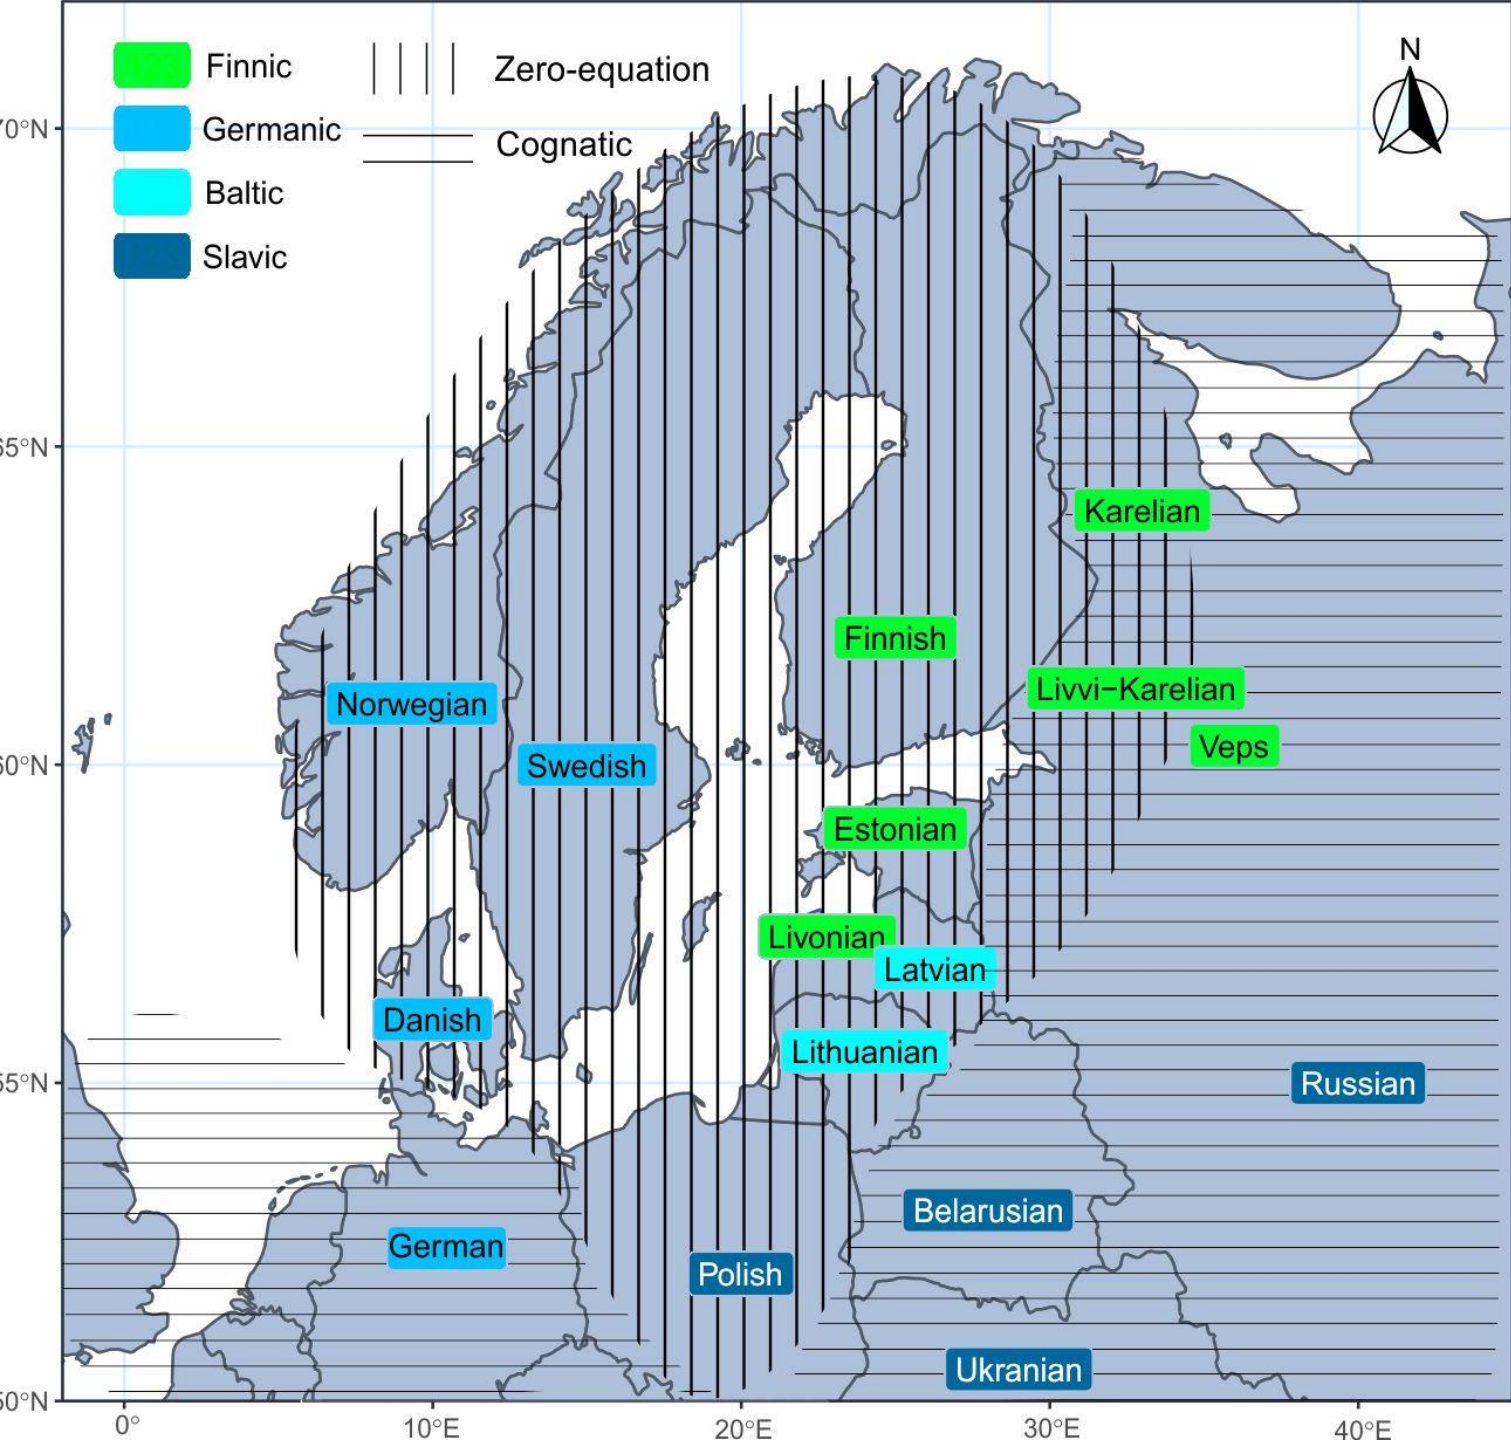 N
Finnic
Zero-equation
Germanic
Cognatic
Baltic
Slavic
70°N
65°N
60°N
55°N
50°N
Karelian
Finnish
Livvi−Karelian
Norwegian
Veps
Swedish
Estonian
Livonian
Latvian
Danish
Lithuanian
Russian
Belarusian
German
Polish
Ukranian
0°
10°E
20°E
30°E
40°E